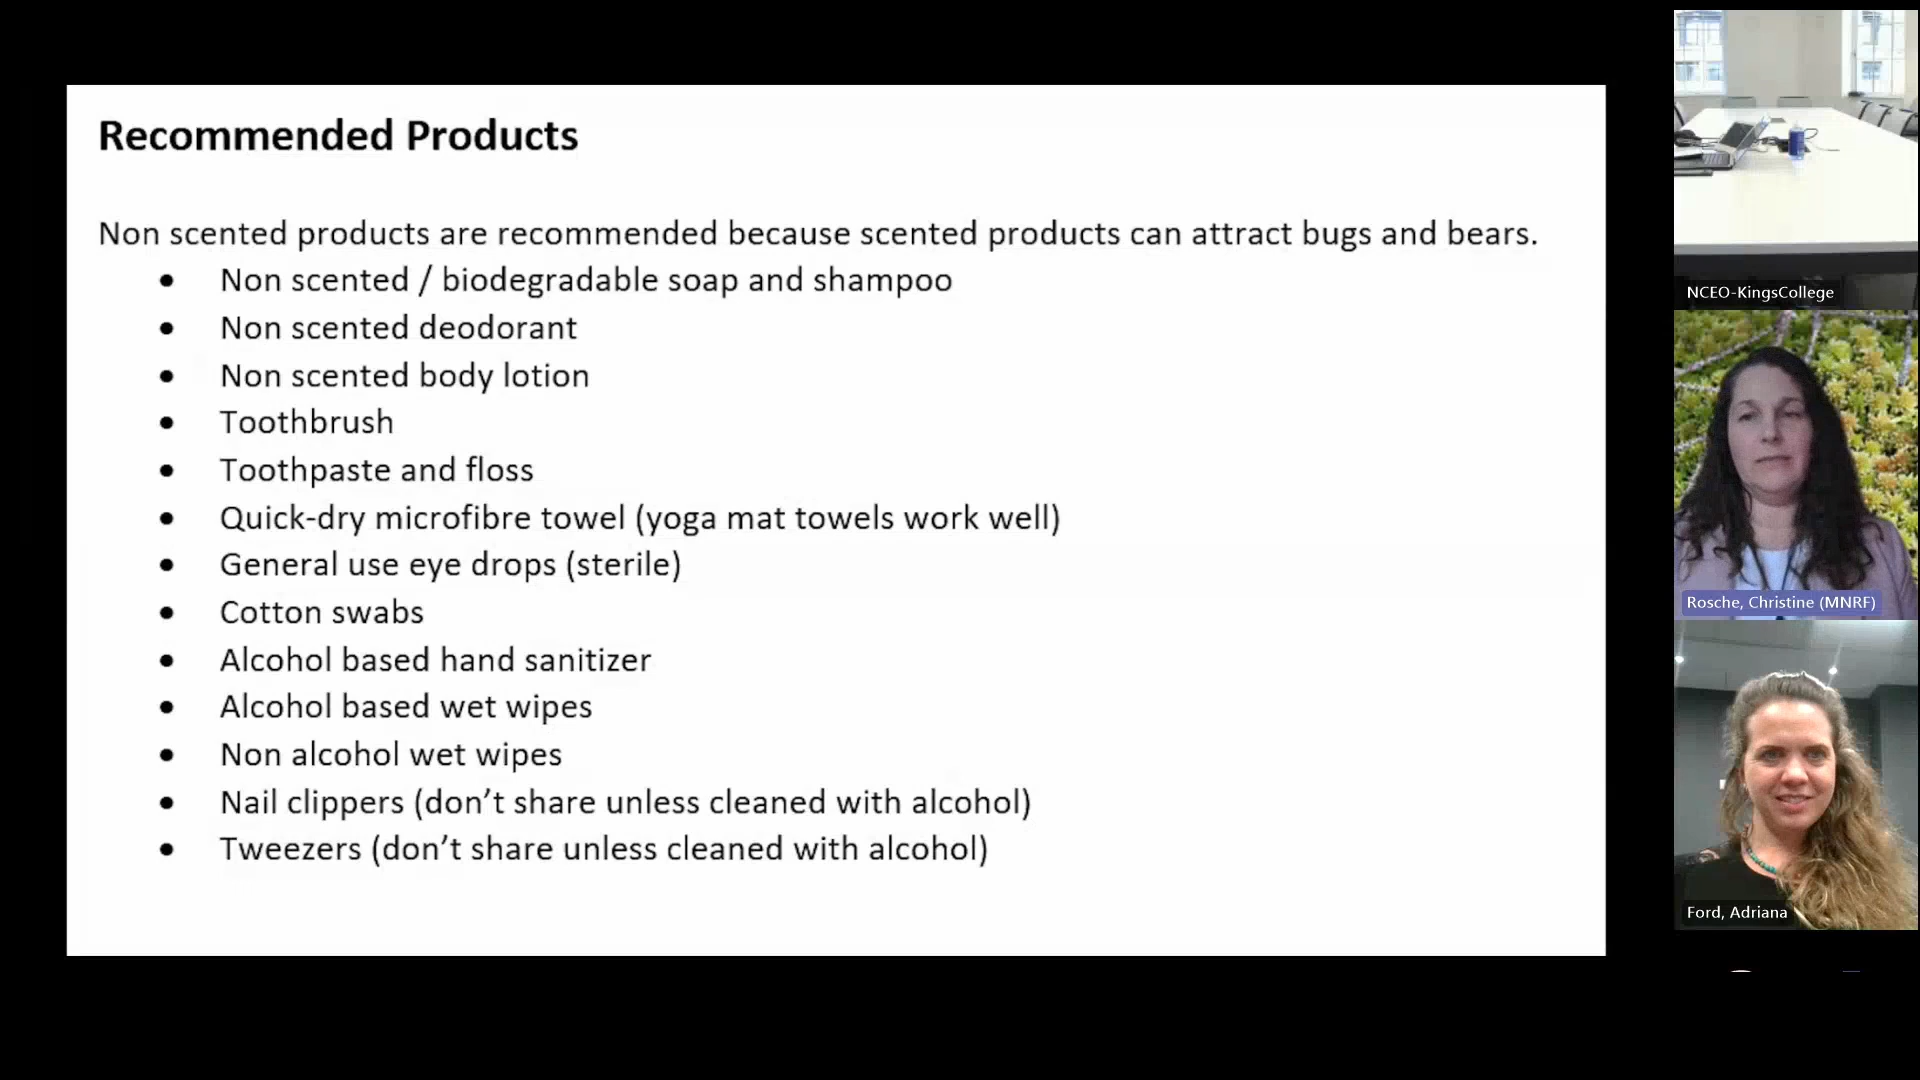 Recommended Products
Non scented products are recommended because scented products can attract bugs and bears.
• Non scented / biodegradable soap and shampoo
• Non scented deodorant
• Non scented body lotion
• Toothbrush
• Toothpaste and floss
• Quick-dry microfibre towel (yoga mat towels work well)
• General use eye drops (sterile)
• Cotton swabs
• Alcohol based hand sanitizer
• Alcohol based wet wipes
• Non alcohol wet wipes
• Nail clippers (don’t share unless cleaned with alcohol)
• Tweezers (don’t share unless cleaned with alcohol)
NCEO-KingsCollege
Rosche, Christine (MNRF)
Ford, Adriana